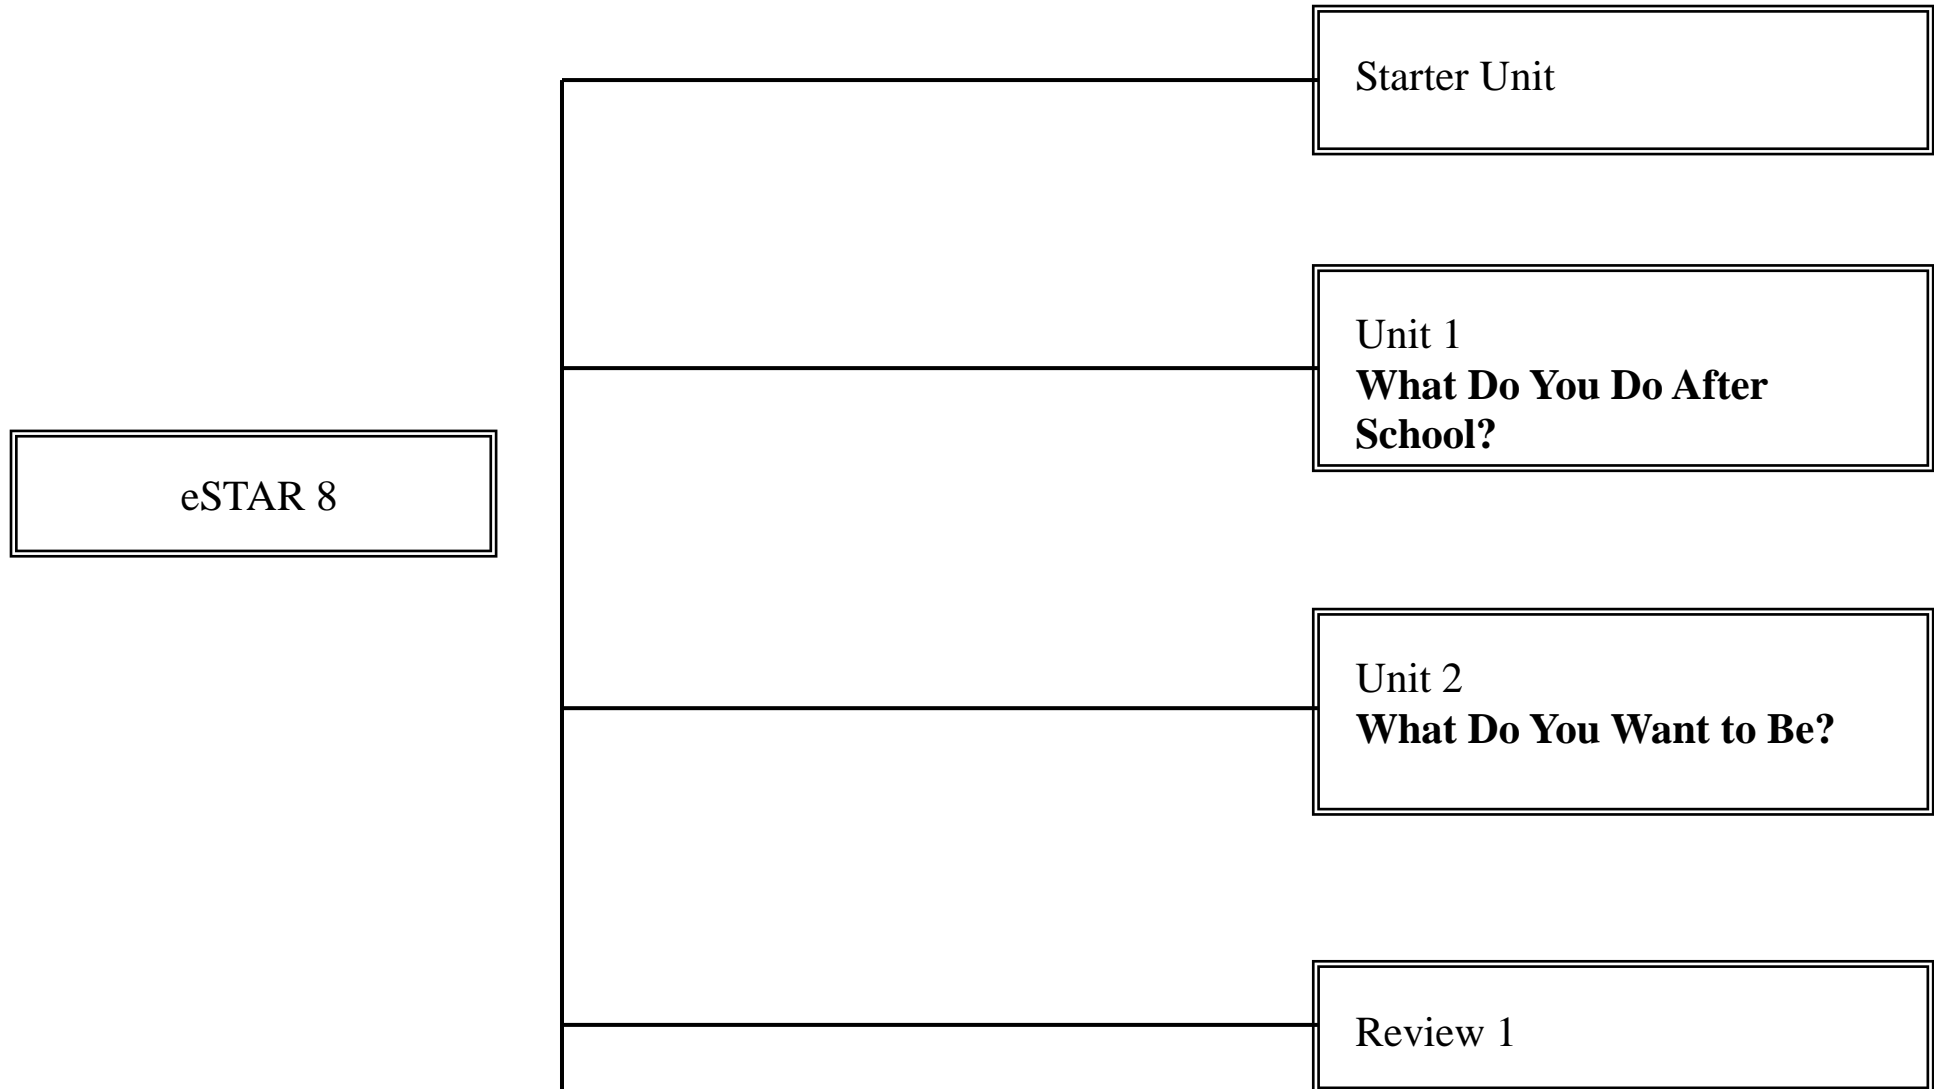 Starter Unit
Unit 1
What Do You Do After
School?
eSTAR 8
Unit 2
What Do You Want to Be?
Review 1